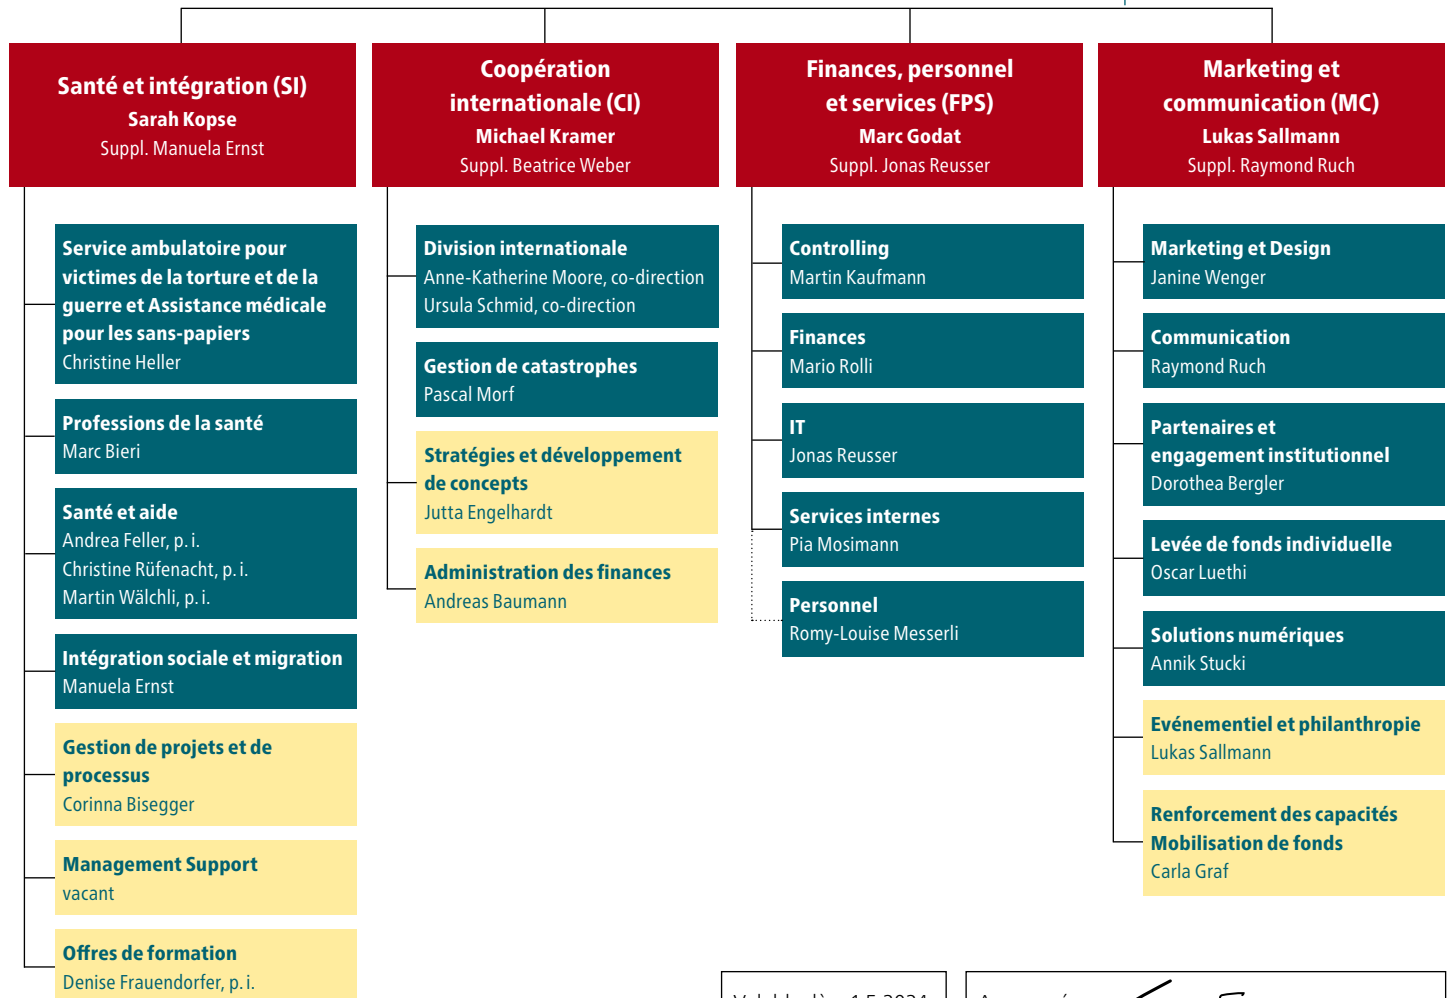 Santé et intégration (SI)
Sarah Kopse
Suppl. Manuela Ernst
Service ambulatoire pour
victimes de la torture et de la
guerre et Assistance médicale
pour les sans-papiers
Christine Heller
Professions de la santé
Marc Bieri
Santé et aide
Andrea Feller, p. i.
Christine Rüfenacht, p. i.
Martin Wälchli, p. i.
Intégration sociale et migration
Manuela Ernst
Gestion de projets et de
processus
Corinna Bisegger
Management Support
vacant
Offres de formation
Denise Frauendorfer, p. i.
Coopération
internationale (CI)
Michael Kramer
Suppl. Beatrice Weber
Division internationale
Anne-Katherine Moore, co-direction
Ursula Schmid, co-direction
Gestion de catastrophes
Pascal Morf
Stratégies et développement
de concepts
Jutta Engelhardt
Administration des finances
Andreas Baumann
Finances, personnel
et services (FPS)
Marc Godat
Suppl. Jonas Reusser
Controlling
Martin Kaufmann
Finances
Mario Rolli
IT
Jonas Reusser
Services internes
Pia Mosimann
Personnel
Romy-Louise Messerli
Marketing et
communication (MC)
Lukas Sallmann
Suppl. Raymond Ruch
Marketing et Design
Janine Wenger
Communication
Raymond Ruch
Partenaires et
engagement institutionnel
Dorothea Bergler
Levée de fonds individuelle
Oscar Luethi
Solutions numériques
Annik Stucki
Evénementiel et philanthropie
Lukas Sallmann
Renforcement des capacités
Mobilisation de fonds
Carla Graf